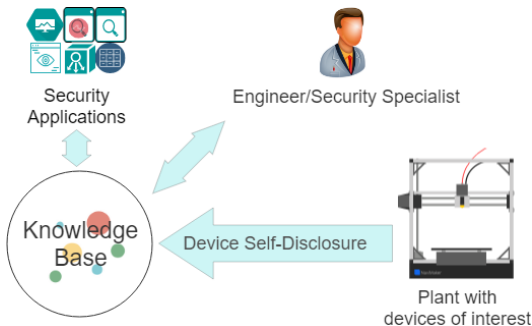 Security
Applications
Engineer/Security Specialist
Knowledge
Base
Device Self-Disclosure
Plant with
devices of interest